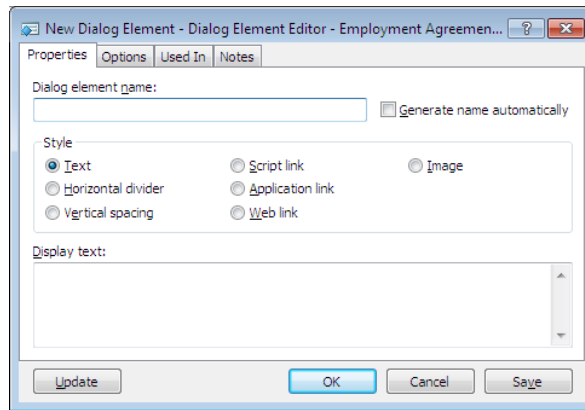 New Dialog Element - Dialog Element Editor - Employment Agreemen...
Properties Options Used In Notes
Dialog element name:
Generate name automatically
Style
Text Script link Image
Horizontal divider Application link
Vertical spacing Web link
Display text:
Update OK Cancel Save